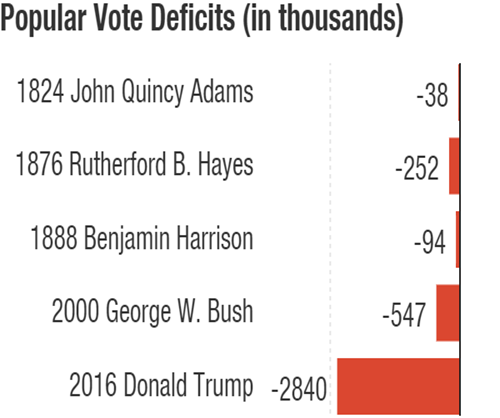 Popular Vote Deficits (in thousands)
1824 John Quincy Adams -38
1876 Rutherford B. Hayes -252
1888 Benjamin Harrison -94
2000 George W. Bush -547
2016 Donald Trump -2840